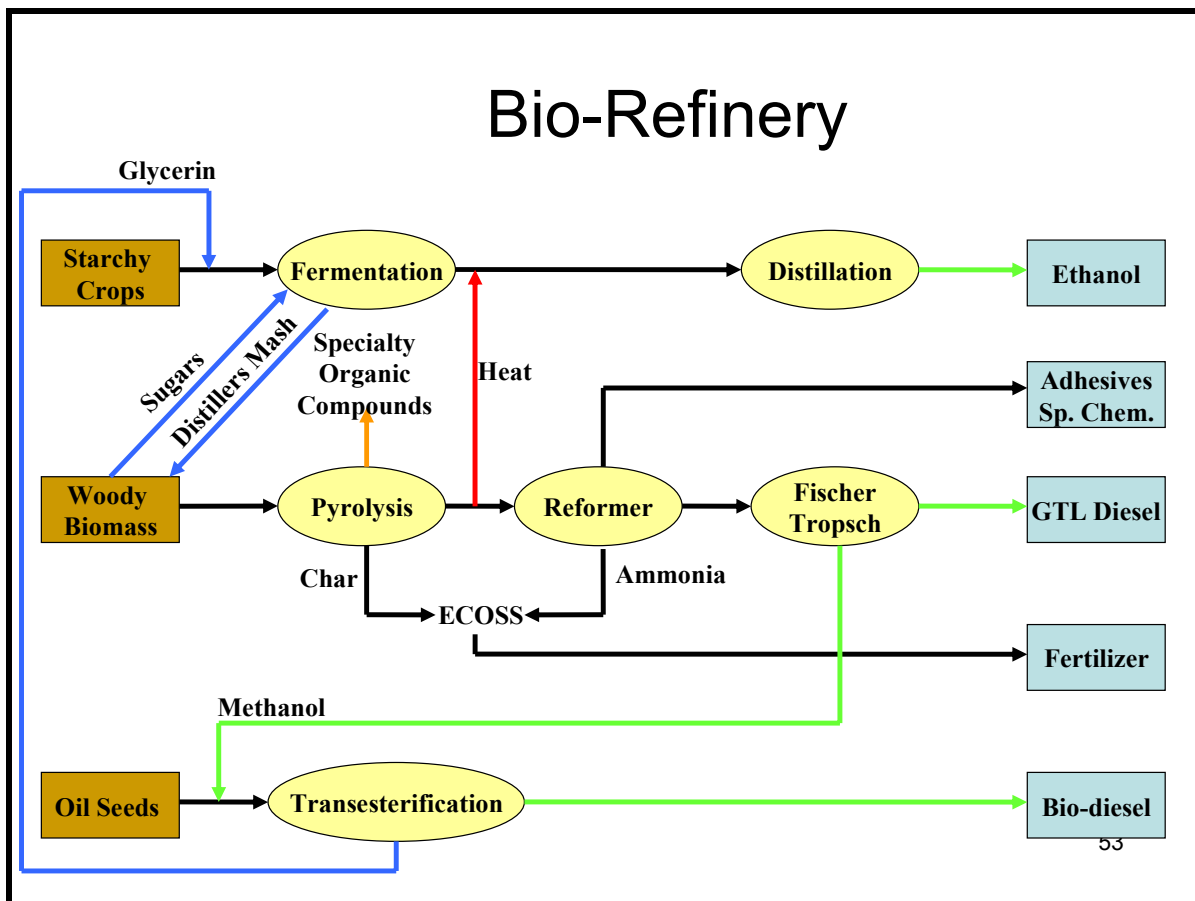 Bio-Refinery
Glycerin
Starchy
Crops
Fermentation
Distillation
Ethanol
Sugars
Distillers Mash
Specialty
Organic
Compounds
Heat
Adhesives
Sp. Chem.
Woody
Biomass
Pyrolysis
Reformer
Fischer
Tropsch
GTL Diesel
Char
Ammonia
ECOSS
Fertilizer
Methanol
Oil Seeds
Transesterification
Bio-diesel
53